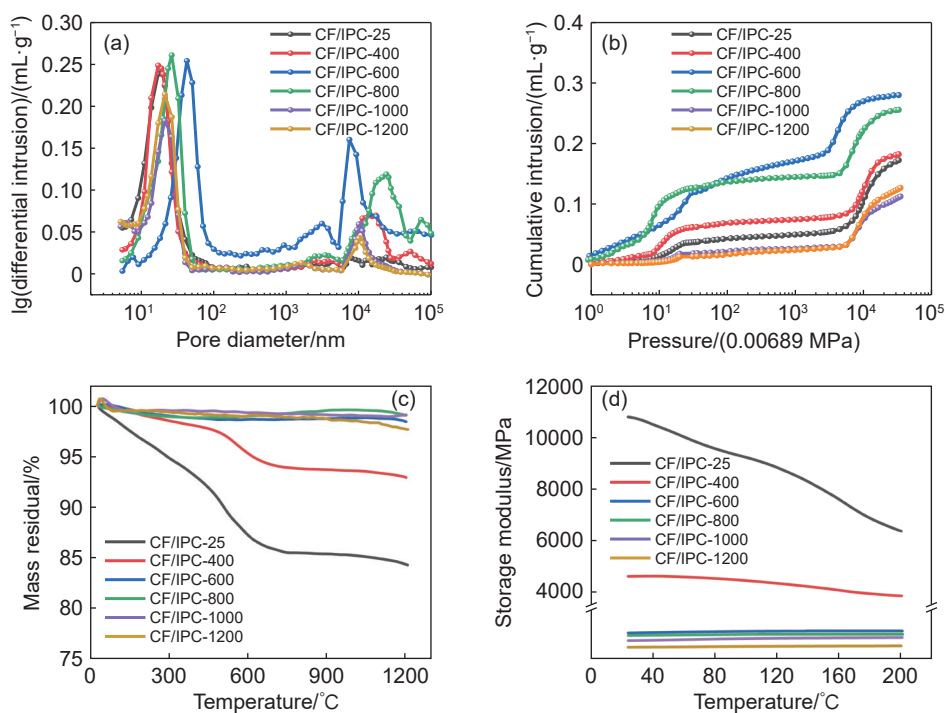 (a)
lg(differential intrusion)/(mL·g⁻¹)
0.30
0.25
0.20
0.15
0.10
0.05
0
CF/IPC-25
CF/IPC-400
CF/IPC-600
CF/IPC-800
CF/IPC-1000
CF/IPC-1200
10¹ 10² 10³ 10⁴ 10⁵
Pore diameter/nm
(b)
Cumulative intrusion/(mL·g⁻¹)
0.4
0.3
0.2
0.1
0
CF/IPC-25
CF/IPC-400
CF/IPC-600
CF/IPC-800
CF/IPC-1000
CF/IPC-1200
10⁰ 10¹ 10² 10³ 10⁴ 10⁵
Pressure/(0.00689 MPa)
(c)
Mass residual/%
100
95
90
85
80
75
CF/IPC-25
CF/IPC-400
CF/IPC-600
CF/IPC-800
CF/IPC-1000
CF/IPC-1200
0 300 600 900 1200
Temperature/℃
(d)
Storage modulus/MPa
12000
10000
8000
6000
4000
CF/IPC-25
CF/IPC-400
CF/IPC-600
CF/IPC-800
CF/IPC-1000
CF/IPC-1200
0 40 80 120 160 200
Temperature/℃